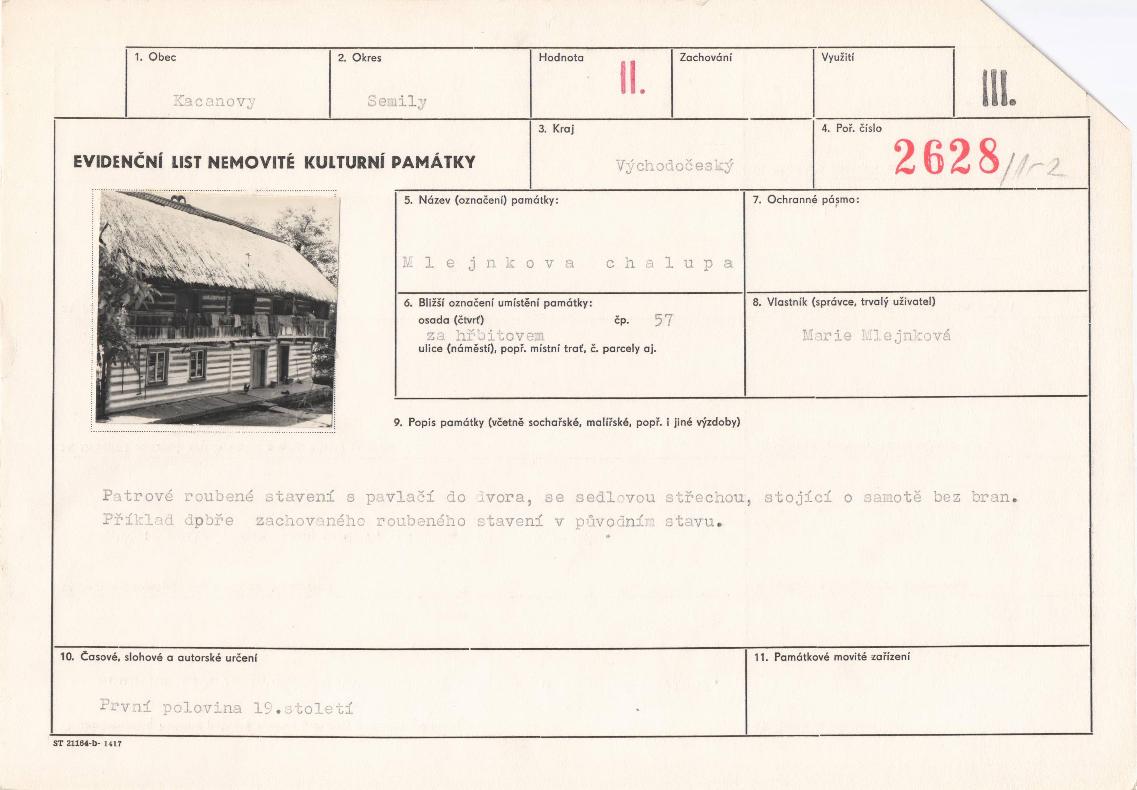 1. Obec
Kacanovy
2. Okres
Semily
Hodnota
II.
Zachování
Využití
III.
EVIDENČNÍ LIST NEMOVITÉ KULTURNÍ PAMÁTKY
3. Kraj
Východočeský
4. Poř. číslo
2628/1-2
5. Název (označení) památky:
Mlejnkova chalupa
7. Ochranné pásmo:
6. Bližší označení umístění památky:
osada (čtvrť) čp. 57
za hřbitovem
ulice (náměstí), popř. místní trať, č. parcely aj.
8. Vlastník (správce, trvalý uživatel)
Marie Mlejnková
9. Popis památky (včetně sochařské, malířské, popř. i jiné výzdoby)
Patrové roubené stavení s pavlačí do dvora, se sedlovou střechou, stojící o samotě bez bran.
Příklad dpbře zachovaného roubeného stavení v původním stavu.
10. Časové, slohové a autorské určení
První polovina 19.století
11. Památkové movité zařízení
ST 21164-b- 1417